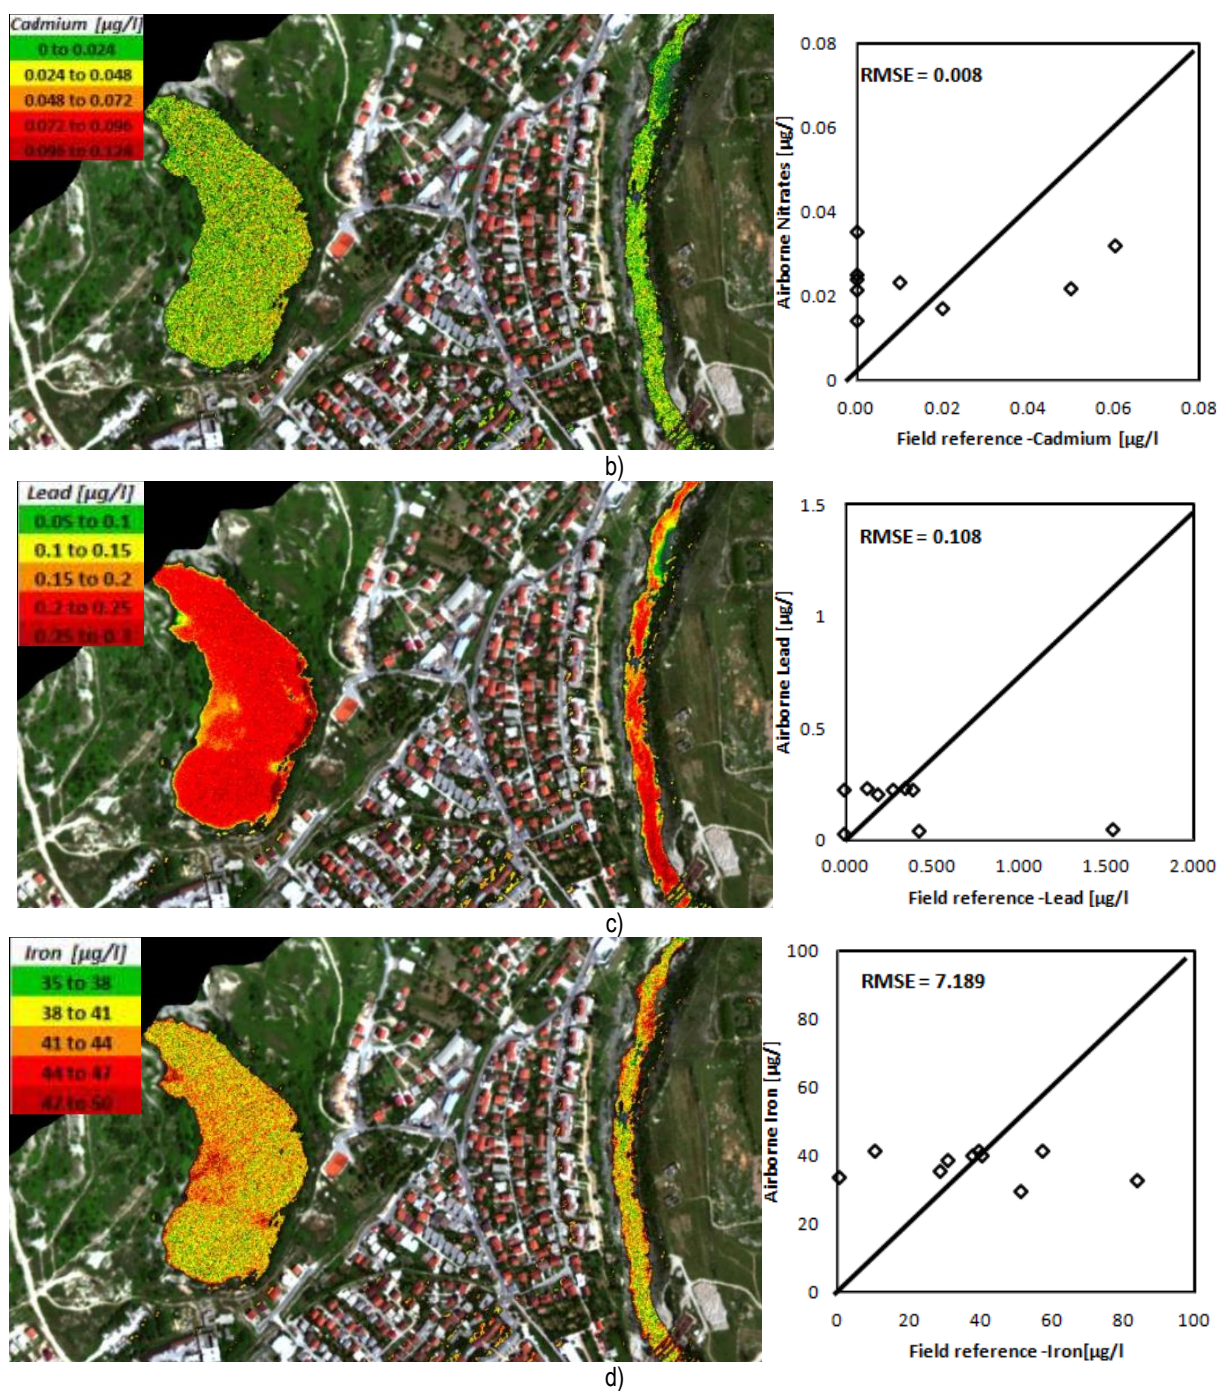 Cadmium [µg/l]
0 to 0.024
0.024 to 0.048
0.048 to 0.072
0.072 to 0.096
0.096 to 0.128
0.08
0.06
0.04
0.02
0
Airborne Nitrates [µg/]
RMSE = 0.008
0.00 0.02 0.04 0.06 0.08
Field reference -Cadmium [µg/l
b)
Lead [µg/l]
0.05 to 0.1
0.1 to 0.15
0.15 to 0.2
0.2 to 0.25
0.25 to 0.3
1.5
1
0.5
0
Airborne Lead [µg/]
RMSE = 0.108
0.000 0.500 1.000 1.500 2.000
Field reference -Lead [µg/l
c)
Iron [µg/l]
35 to 38
38 to 41
41 to 44
44 to 47
47 to 50
100
80
60
40
20
0
Airborne Iron [µg/]
RMSE = 7.189
0 20 40 60 80 100
Field reference -Iron[µg/l
d)